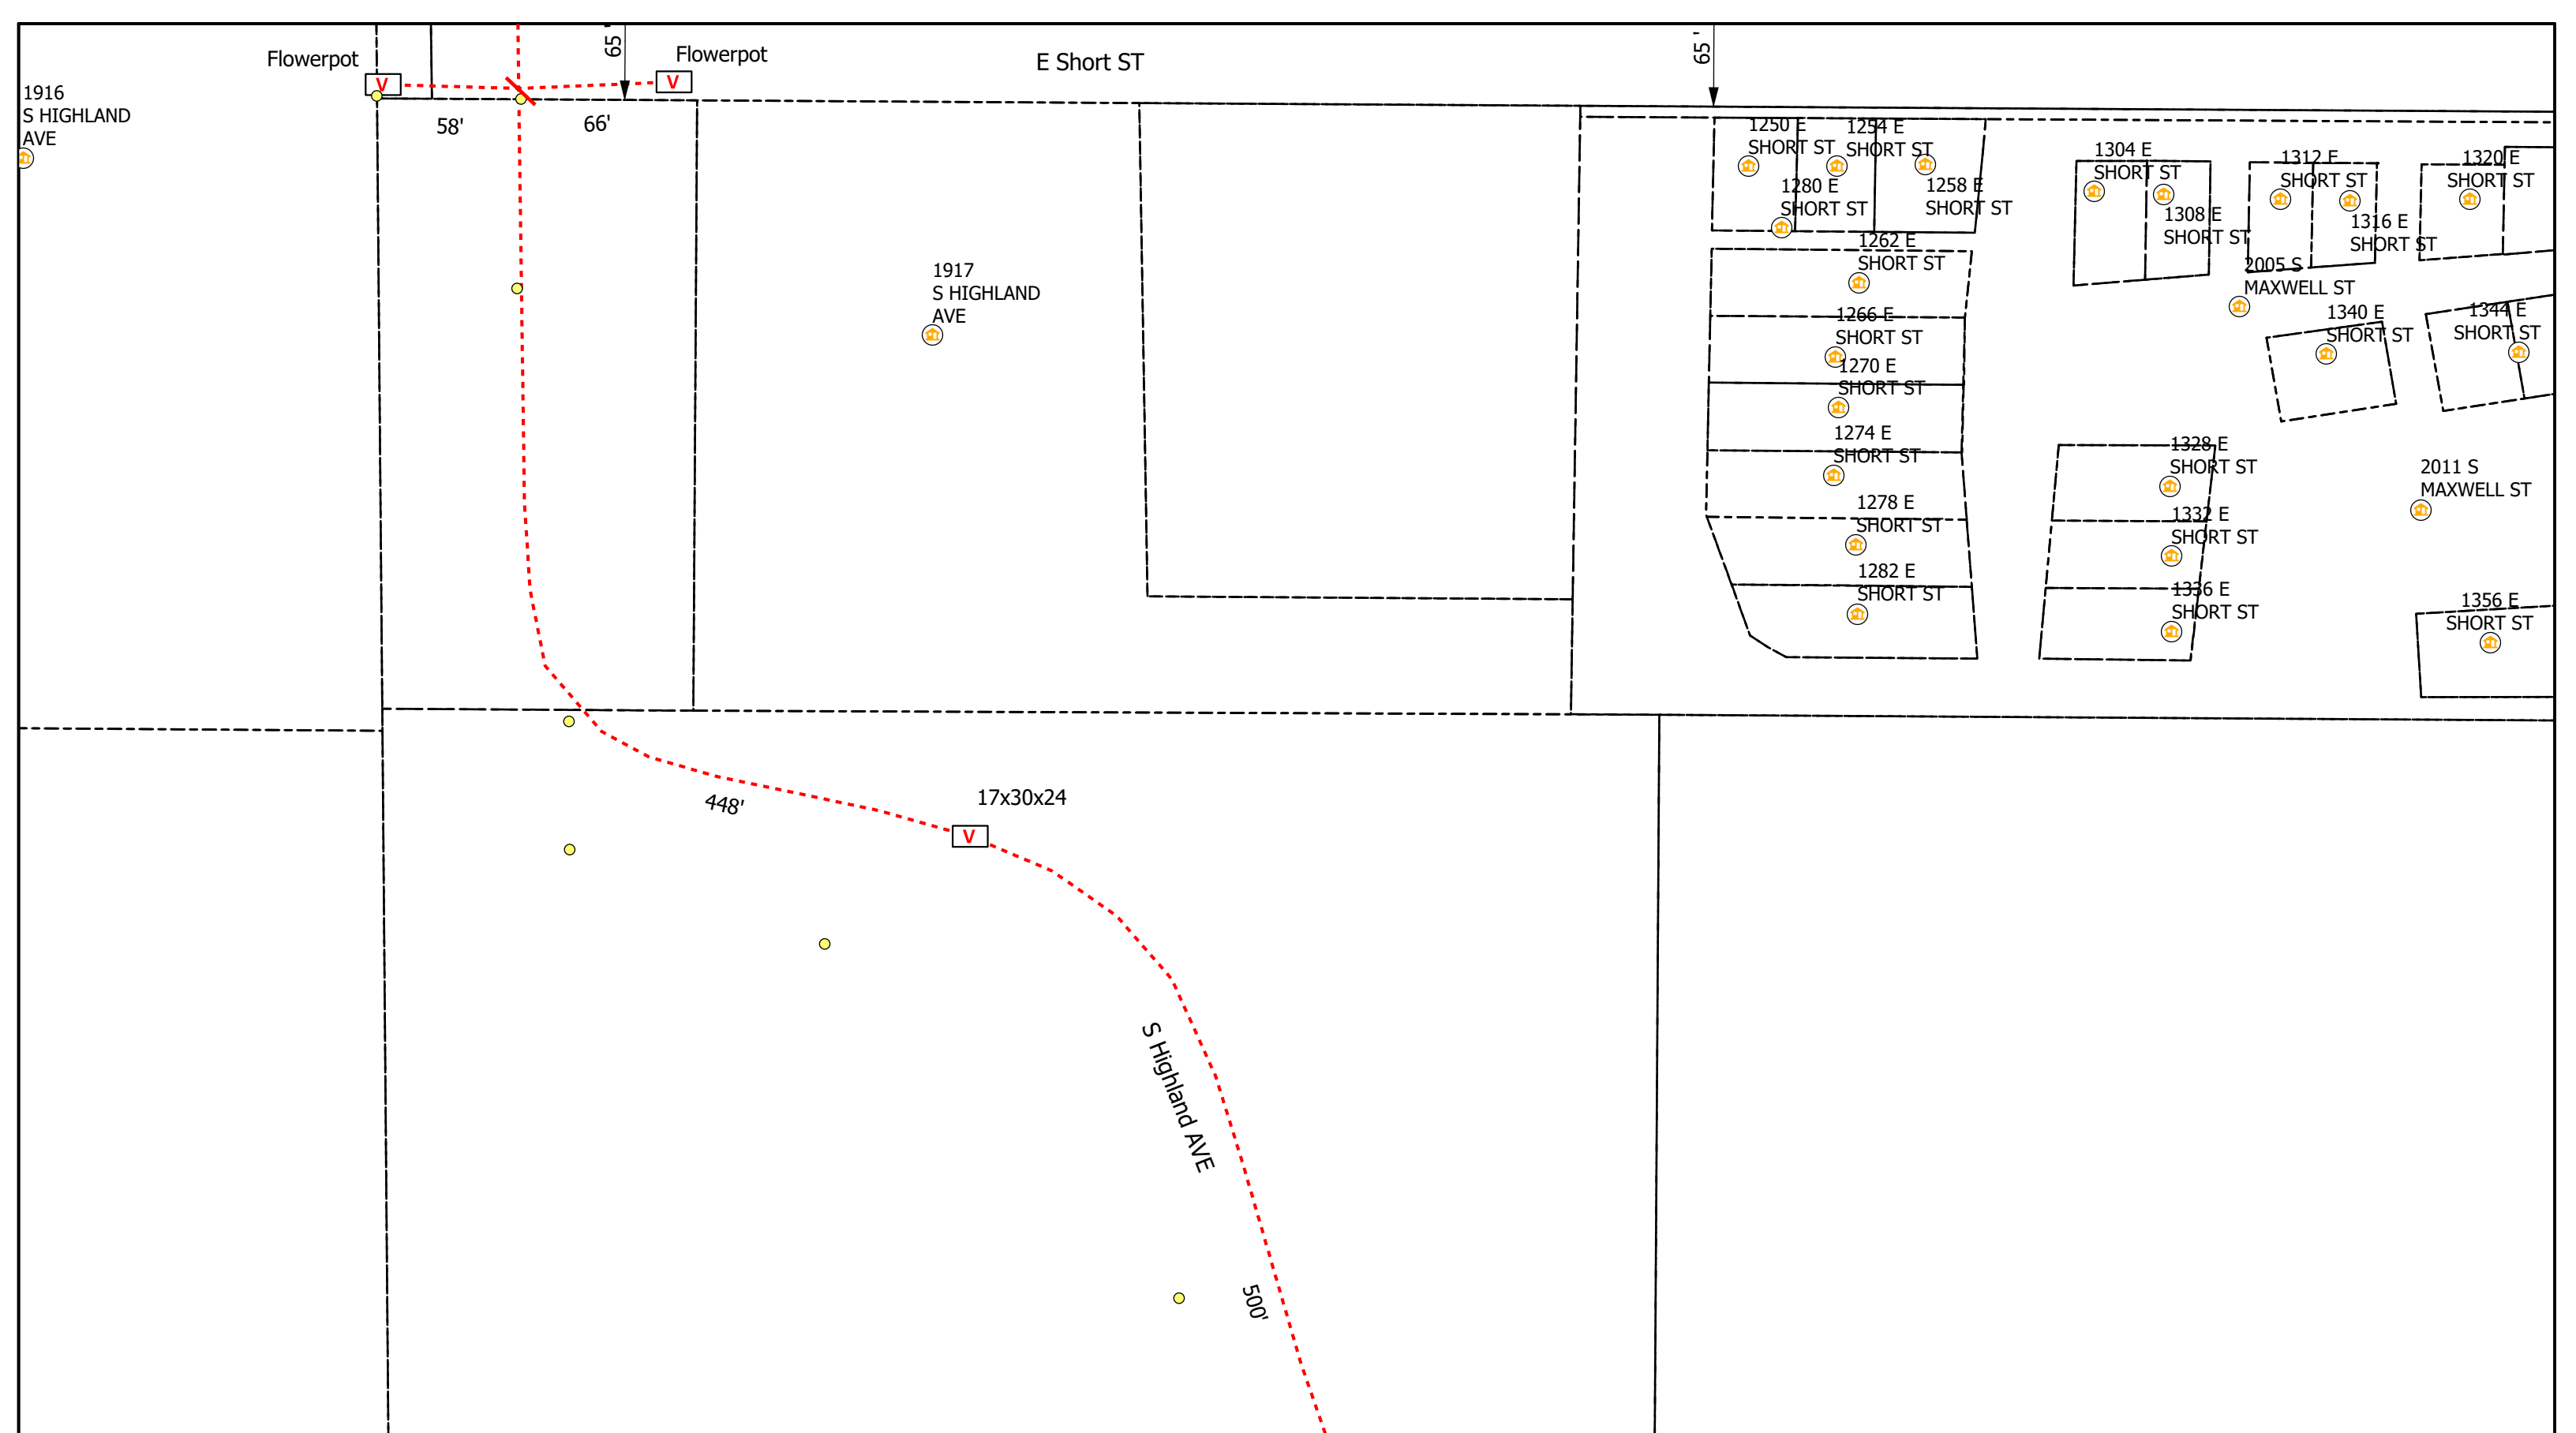 65 '
65 '
Flowerpot
V
V
Flowerpot
E Short ST
58'
66'
1916
S HIGHLAND
AVE
1917
S HIGHLAND
AVE
1250 E
SHORT ST
1254 E
SHORT ST
1280 E
SHORT ST
1258 E
SHORT ST
1262 E
SHORT ST
1266 E
SHORT ST
1270 E
SHORT ST
1274 E
SHORT ST
1278 E
SHORT ST
1282 E
SHORT ST
1304 E
SHORT ST
1308 E
SHORT ST
1312 E
SHORT ST
1316 E
SHORT ST
1320 E
SHORT ST
2005 S
MAXWELL ST
1340 E
SHORT ST
1344 E
SHORT ST
1328 E
SHORT ST
1332 E
SHORT ST
1336 E
SHORT ST
2011 S
MAXWELL ST
1356 E
SHORT ST
448'
17x30x24
V
S Highland AVE
500'